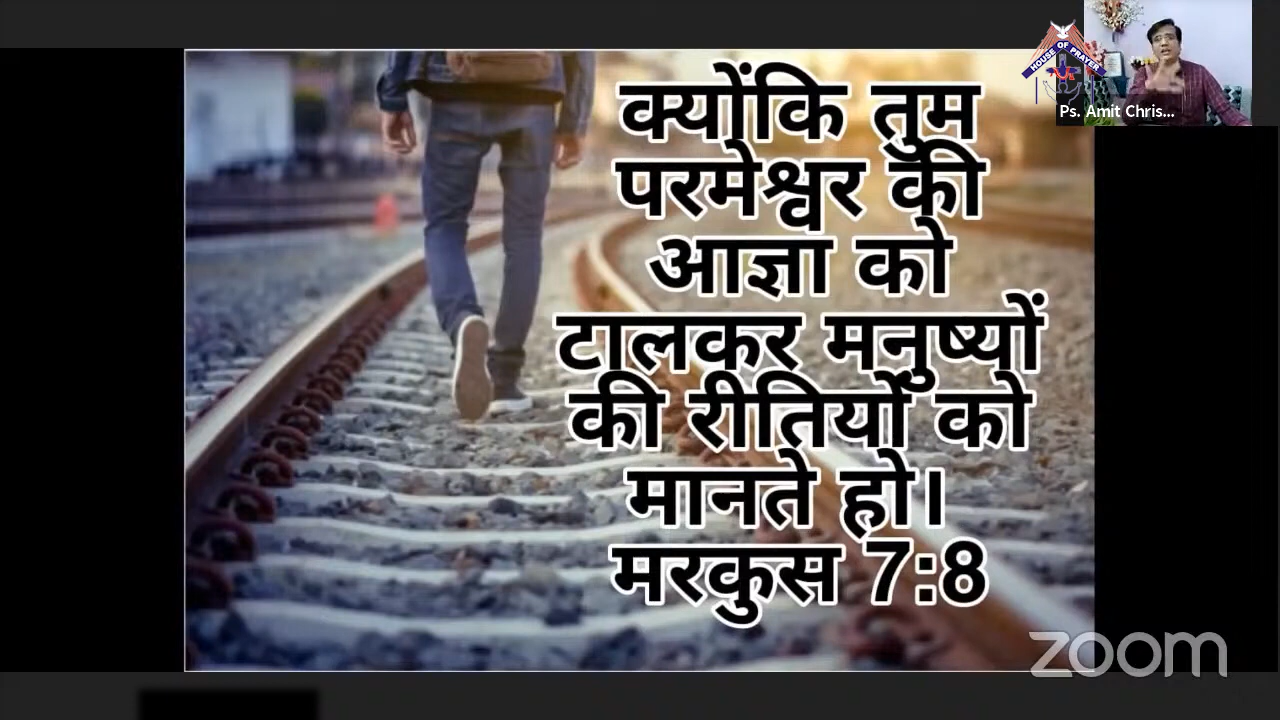 क्योंकि तुम
परमेश्वर की
आज्ञा को
टालकर मनुष्यों
की रीतियों को
मानते हो।
मरकुस 7:8
HOUSE OF PRAYER
Ps. Amit Chris...
zoom